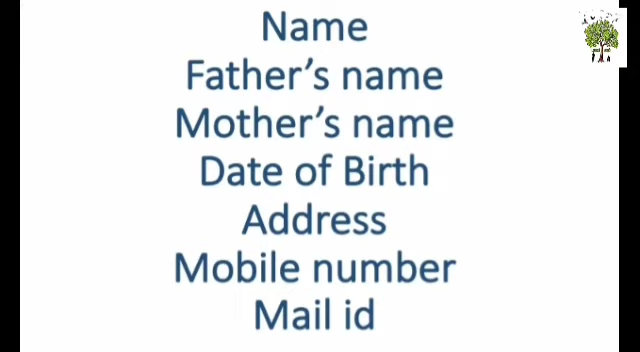 Name
Father’s name
Mother’s name
Date of Birth
Address
Mobile number
Mail id